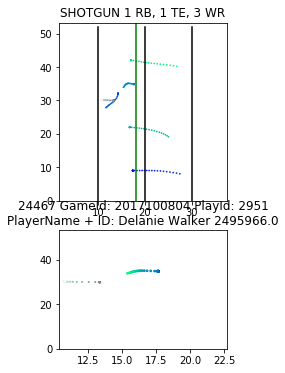 SHOTGUN 1 RB, 1 TE, 3 WR
50
40
30
20
10
0
10 20 30
24467 GameId: 2017100804 PlayId: 2951
PlayerName + ID: Delanie Walker 2495966.0
40
20
0
12.5 15.0 17.5 20.0 22.5